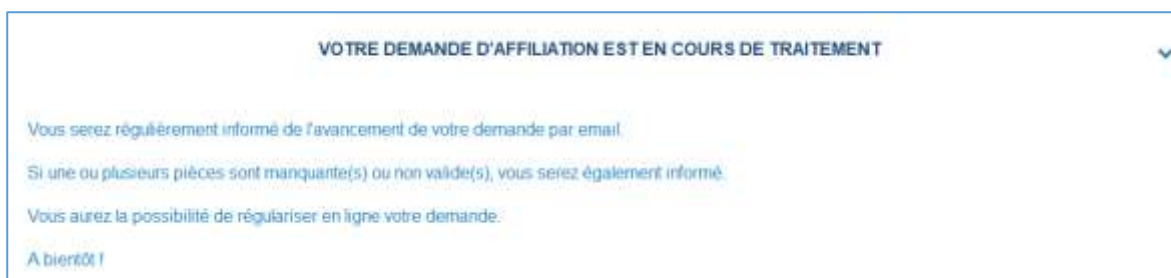 VOTRE DEMANDE D'AFFILIATION EST EN COURS DE TRAITEMENT
Vous serez régulièrement informé de l'avancement de votre demande par email.
Si une ou plusieurs pièces sont manquante(s) ou non valide(s), vous serez également informé.
Vous aurez la possibilité de régulariser en ligne votre demande.
A bientôt !